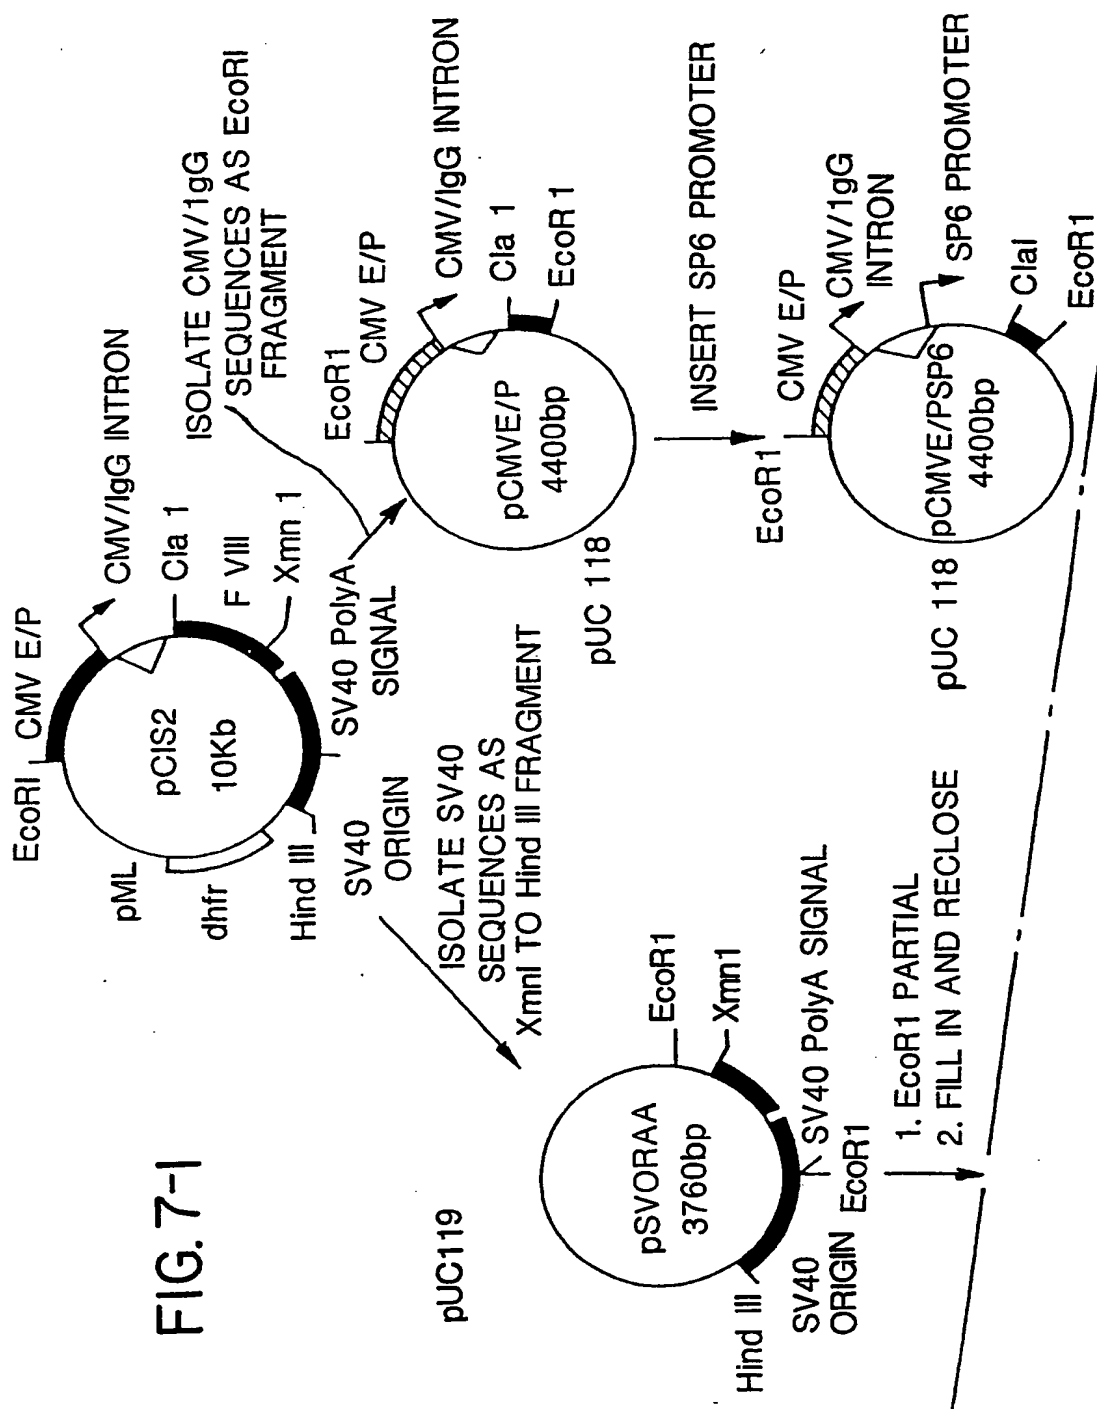 FIG. 7-1
EcoRI
CMV E/P
CMV/IgG INTRON
Cla 1
F VIII
Xmn 1
SV40 PolyA
SIGNAL
SV40
ORIGIN
Hind III
dhfr
pML
pCIS2
10Kb
ISOLATE CMV/1gG
SEQUENCES AS EcoRI
FRAGMENT
ISOLATE SV40
SEQUENCES AS
XmnI TO Hind III FRAGMENT
EcoR1
CMV E/P
CMV/IgG INTRON
Cla 1
EcoR1
pCMVE/P
4400bp
pUC 118
INSERT SP6 PROMOTER
EcoR1
CMV E/P
CMV/1gG
INTRON
SP6 PROMOTER
ClaI
EcoR1
pCMVE/PSP6
4400bp
pUC 118
pUC119
EcoR1
Xmn1
pSVORAA
3760bp
SV40 PolyA SIGNAL
EcoR1
Hind III
SV40
ORIGIN
1. EcoR1 PARTIAL
2. FILL IN AND RECLOSE